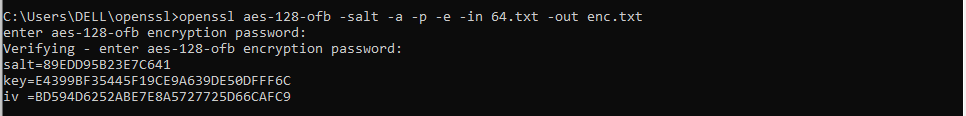 C:\Users\DELL\openssl>openssl aes-128-ofb -salt -a -p -e -in 64.txt -out enc.txt
enter aes-128-ofb encryption password:
Verifying - enter aes-128-ofb encryption password:
salt=89EDD95B23E7C641
key=E4399BF35445F19CE9A639DE50DFFF6C
iv =BD594D6252ABE7E8A5727725D66CAFC9